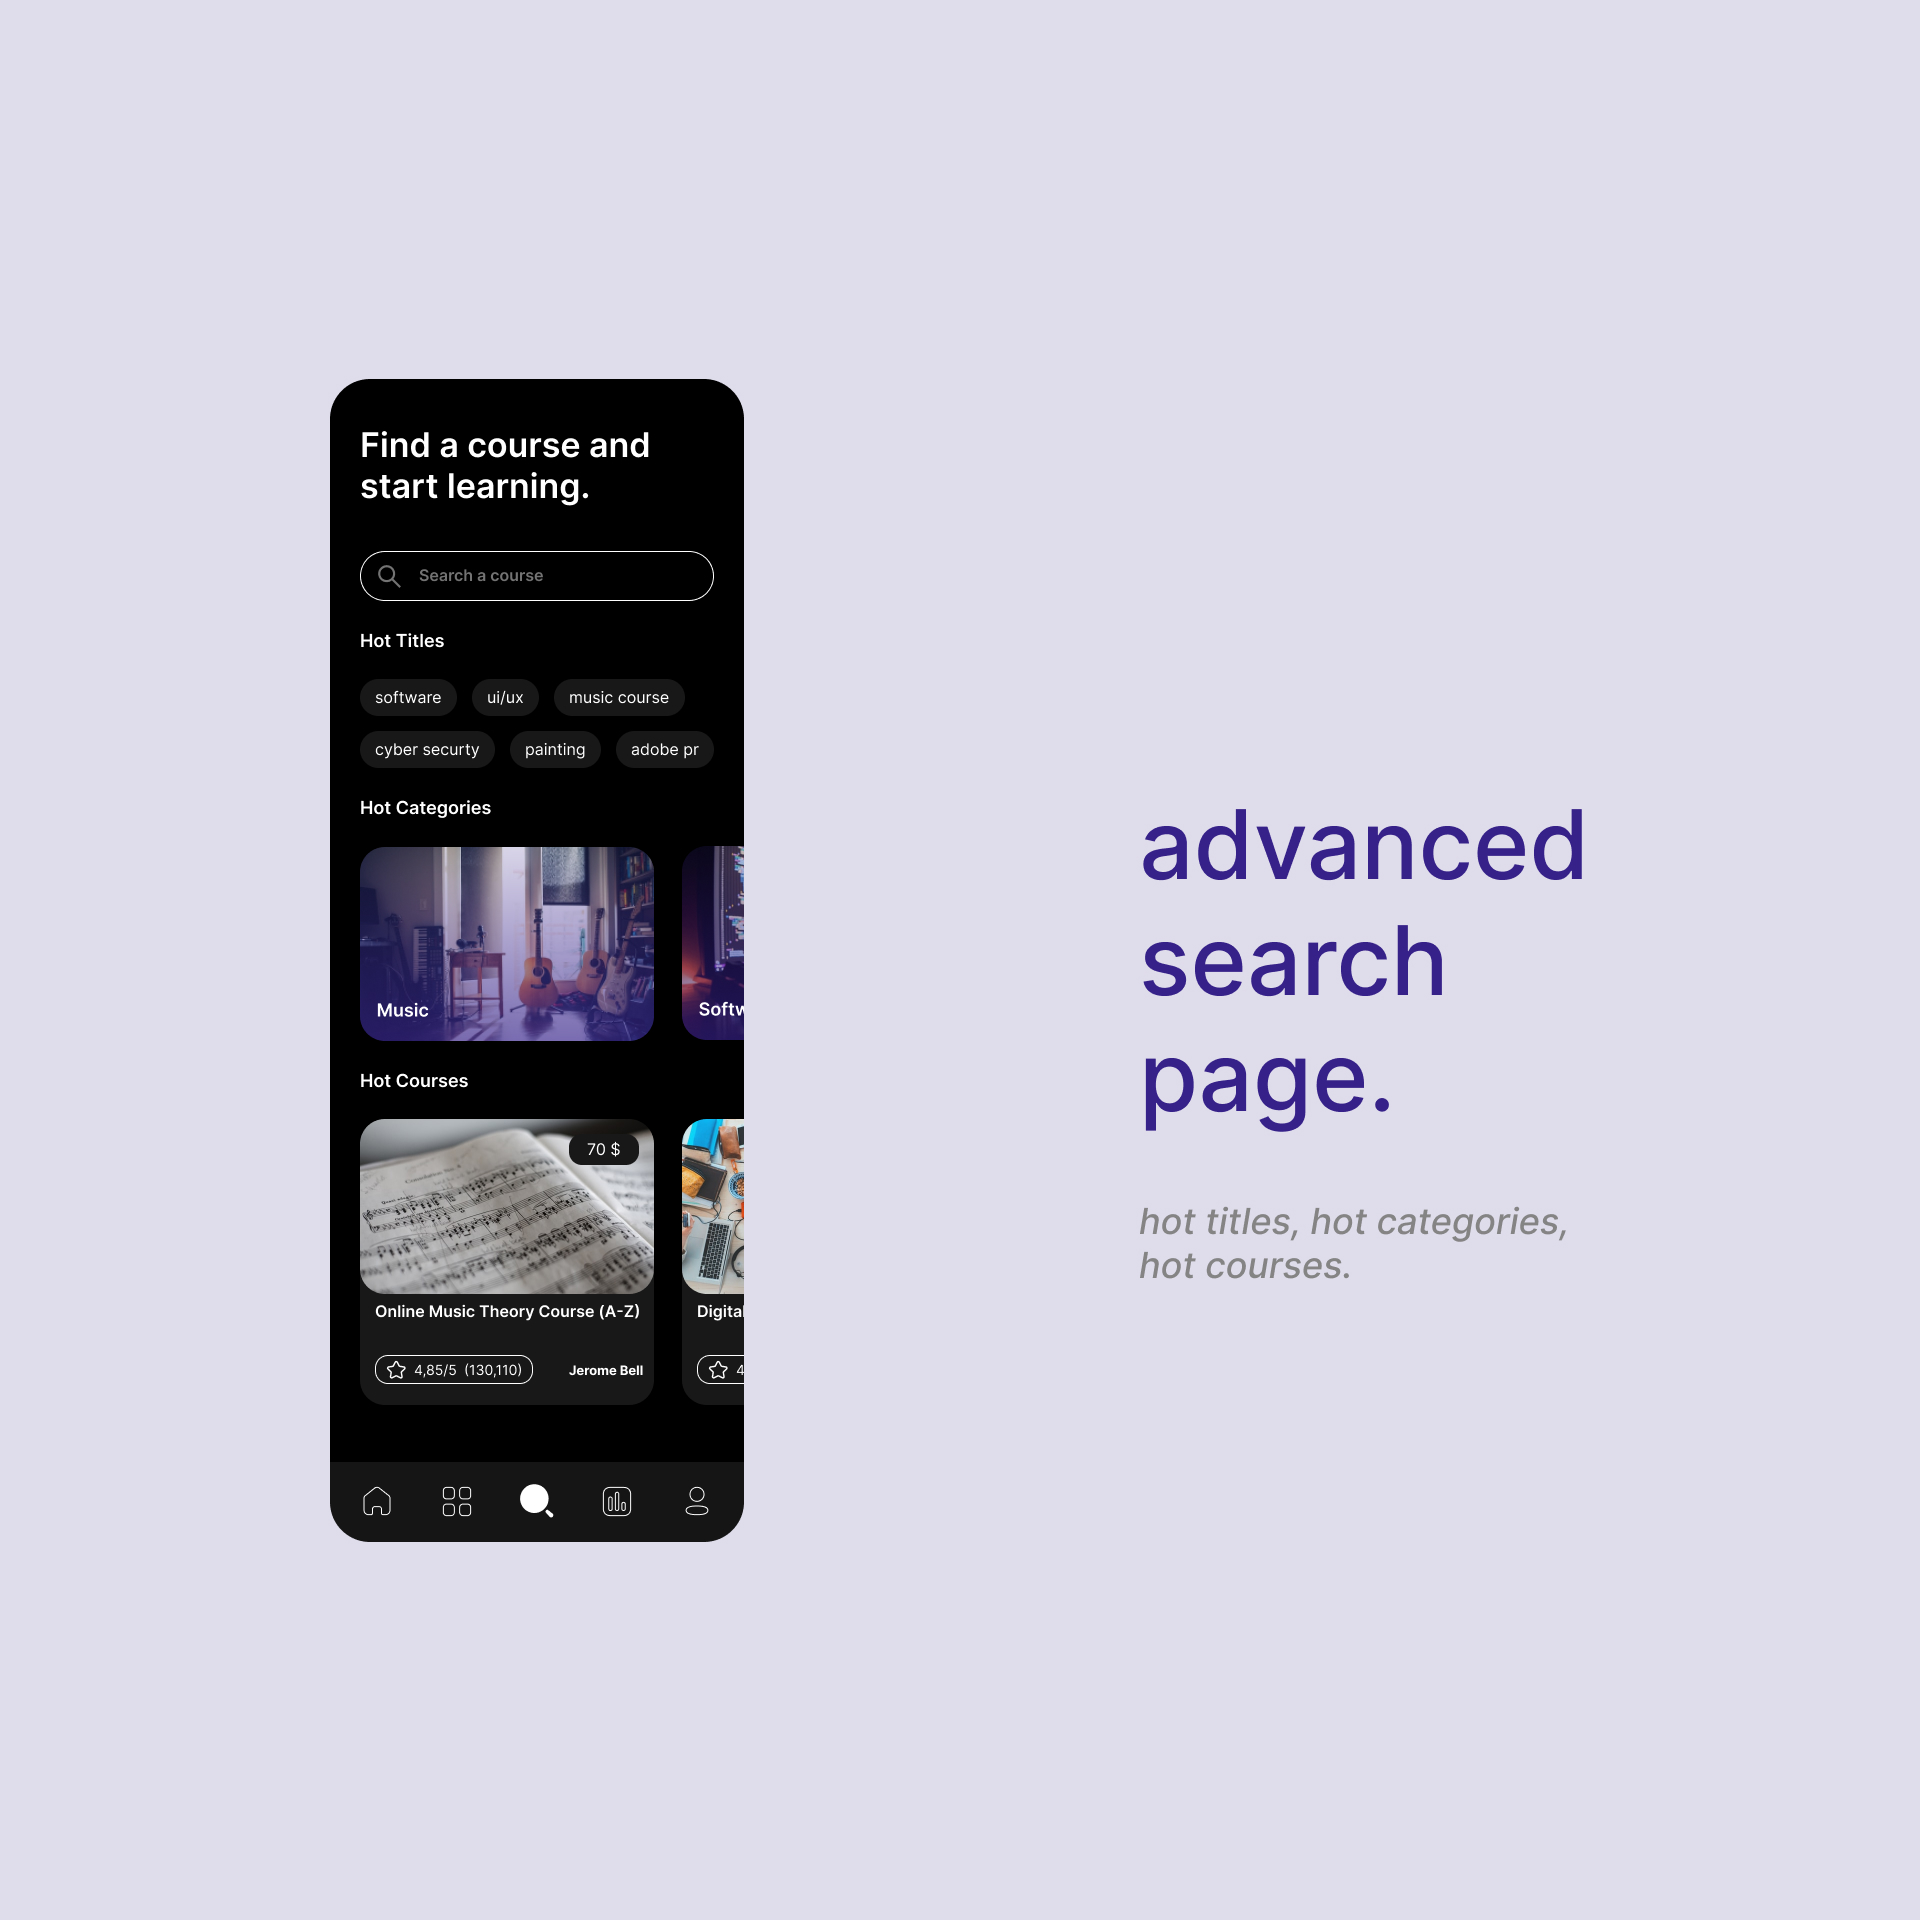 Find a course and
start learning.
Search a course
Hot Titles
software
ui/ux
music course
cyber securty
painting
adobe pr
Hot Categories
Music
Softw
Hot Courses
70 $
Online Music Theory Course (A-Z)
4,85/5 (130,110)
Jerome Bell
Digital
4
advanced
search
page.
hot titles, hot categories,
hot courses.